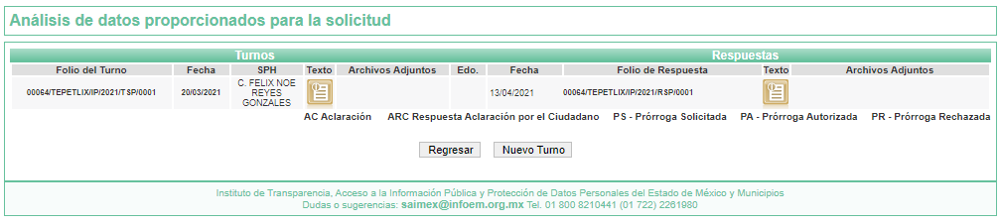 Análisis de datos proporcionados para la solicitud
Turnos Respuestas
Folio del Turno Fecha SPH Texto Archivos Adjuntos Edo. Fecha Folio de Respuesta Texto Archivos Adjuntos
00064/TEPETLIX/IP/2021/TSP/0001 20/03/2021 C. FELIX NOE REYES GONZALES 13/04/2021 00064/TEPETLIX/IP/2021/RSP/0001
AC Aclaración ARC Respuesta Aclaración por el Ciudadano PS - Prórroga Solicitada PA - Prórroga Autorizada PR - Prórroga Rechazada
Regresar Nuevo Turno
Instituto de Transparencia, Acceso a la Información Pública y Protección de Datos Personales del Estado de México y Municipios
Dudas o sugerencias: saimex@infoem.org.mx Tel. 01 800 8210441 (01 722) 2261980